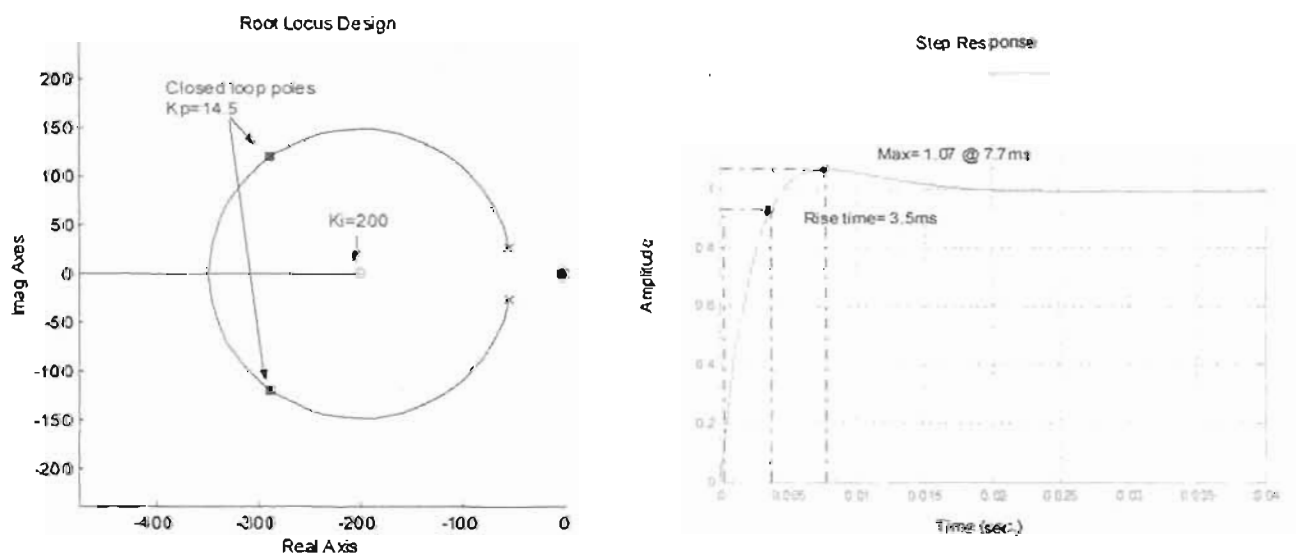 Root Locus Design
Closed loop poles
Kp=14.5
Ki=200
Imag Axes
200
150
100
50
0
-50
-100
-150
-200
-400
-300
-200
-100
0
Real Axis
Step Response
Max= 1.07 @ 7.7ms
Rise time= 3.5ms
Amplitude
1
0.8
0.6
0.4
0.2
0
0
0.005
0.01
0.015
0.02
0.025
0.03
0.035
0.04
Time (sec.)